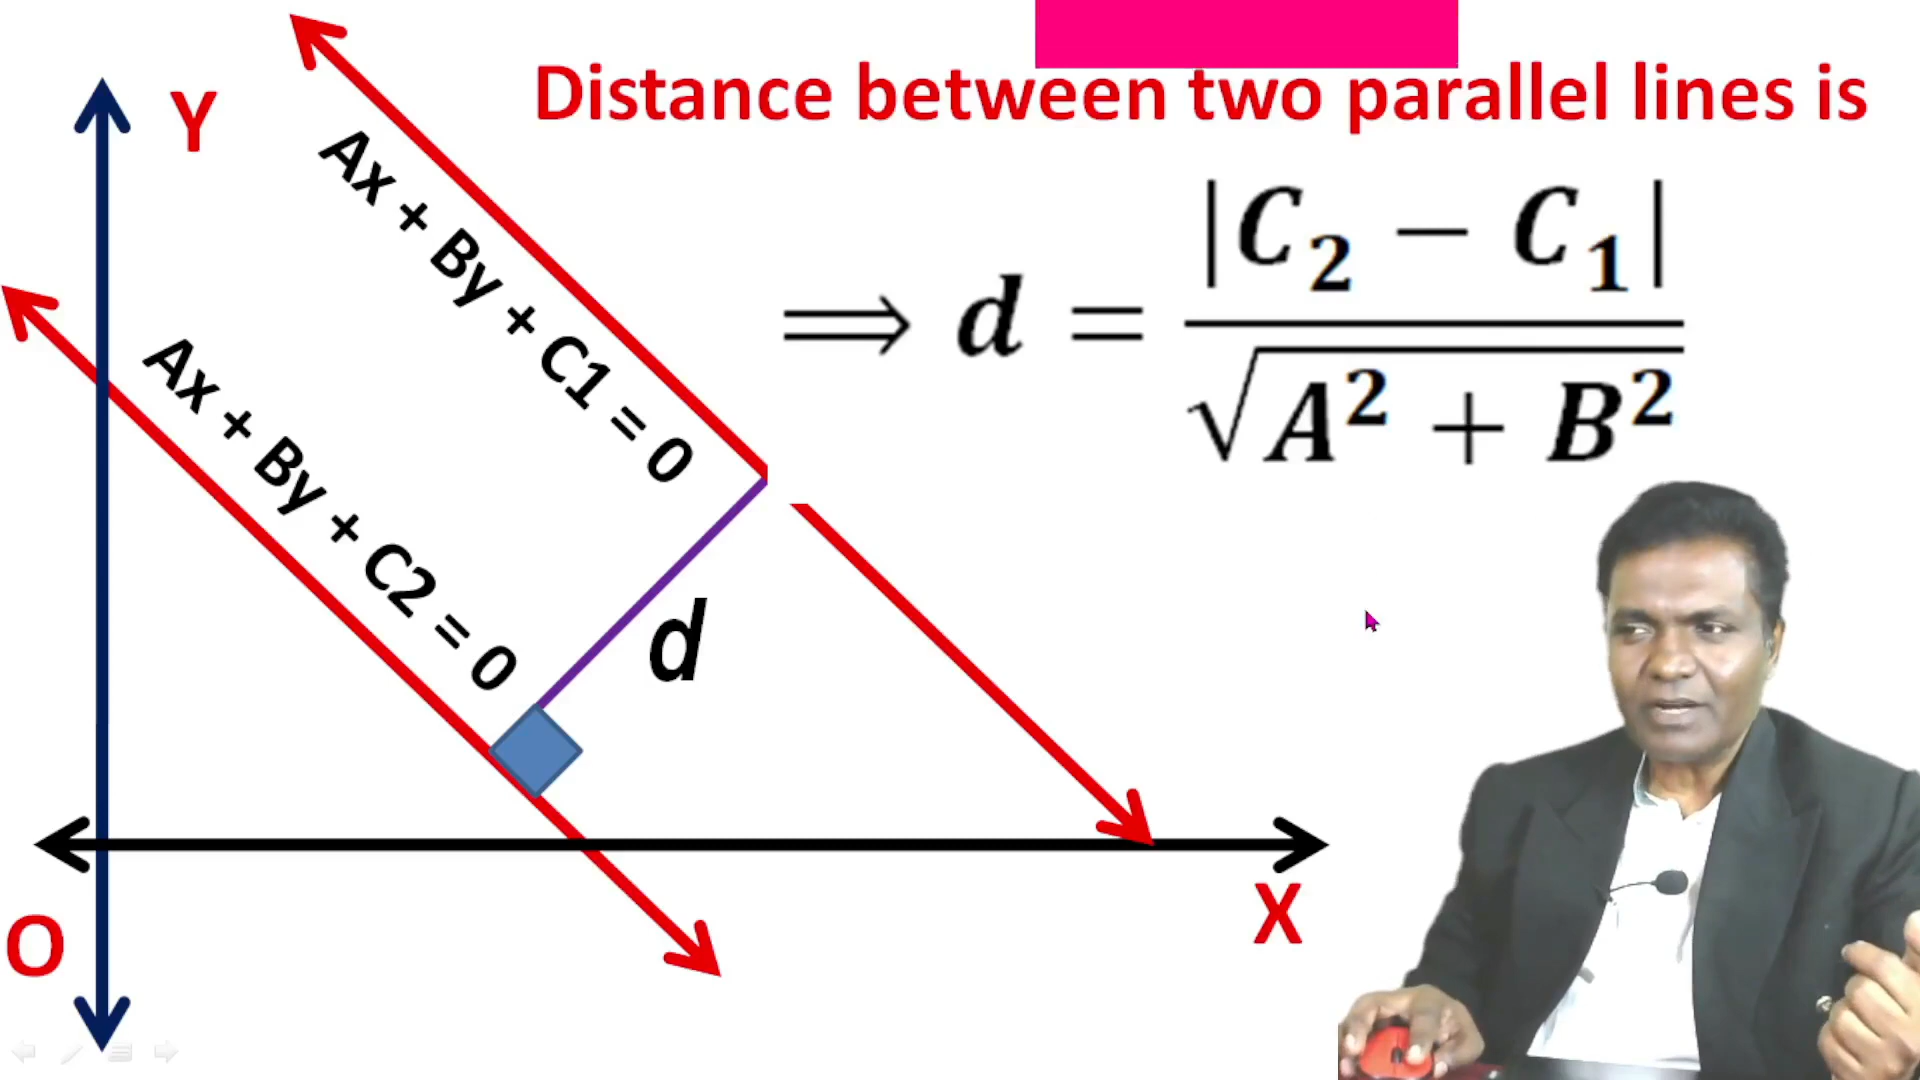 Distance between two parallel lines is
Y
Ax + By + C1 = 0
⟹ d = |C₂ − C₁| / √(A² + B²)
Ax + By + C2 = 0
d
X
O